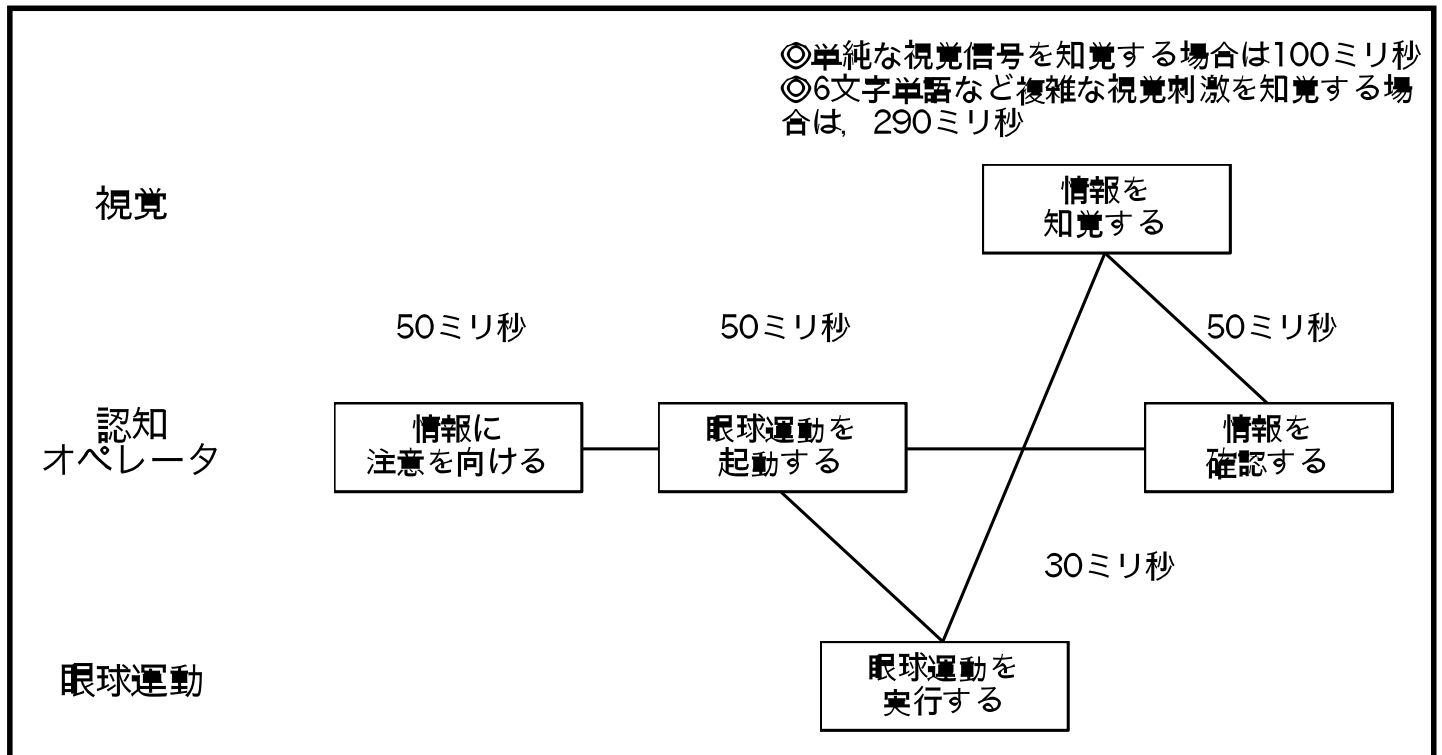 ◎単純な視覚信号を知覚する場合は100ミリ秒
◎6文字単語など複雑な視覚刺激を知覚する場
合は，290ミリ秒
視覚
情報を
知覚する
50ミリ秒
50ミリ秒
50ミリ秒
認知
オペレータ
情報に
注意を向ける
眼球運動を
起動する
情報を
確認する
30ミリ秒
眼球運動
眼球運動を
実行する